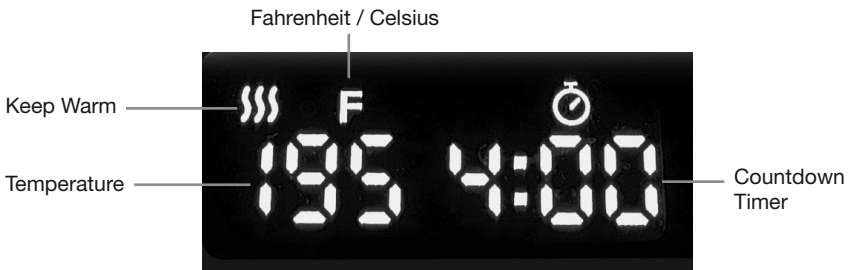 Fahrenheit / Celsius
Keep Warm
F
Temperature
195 4:00
Countdown
Timer